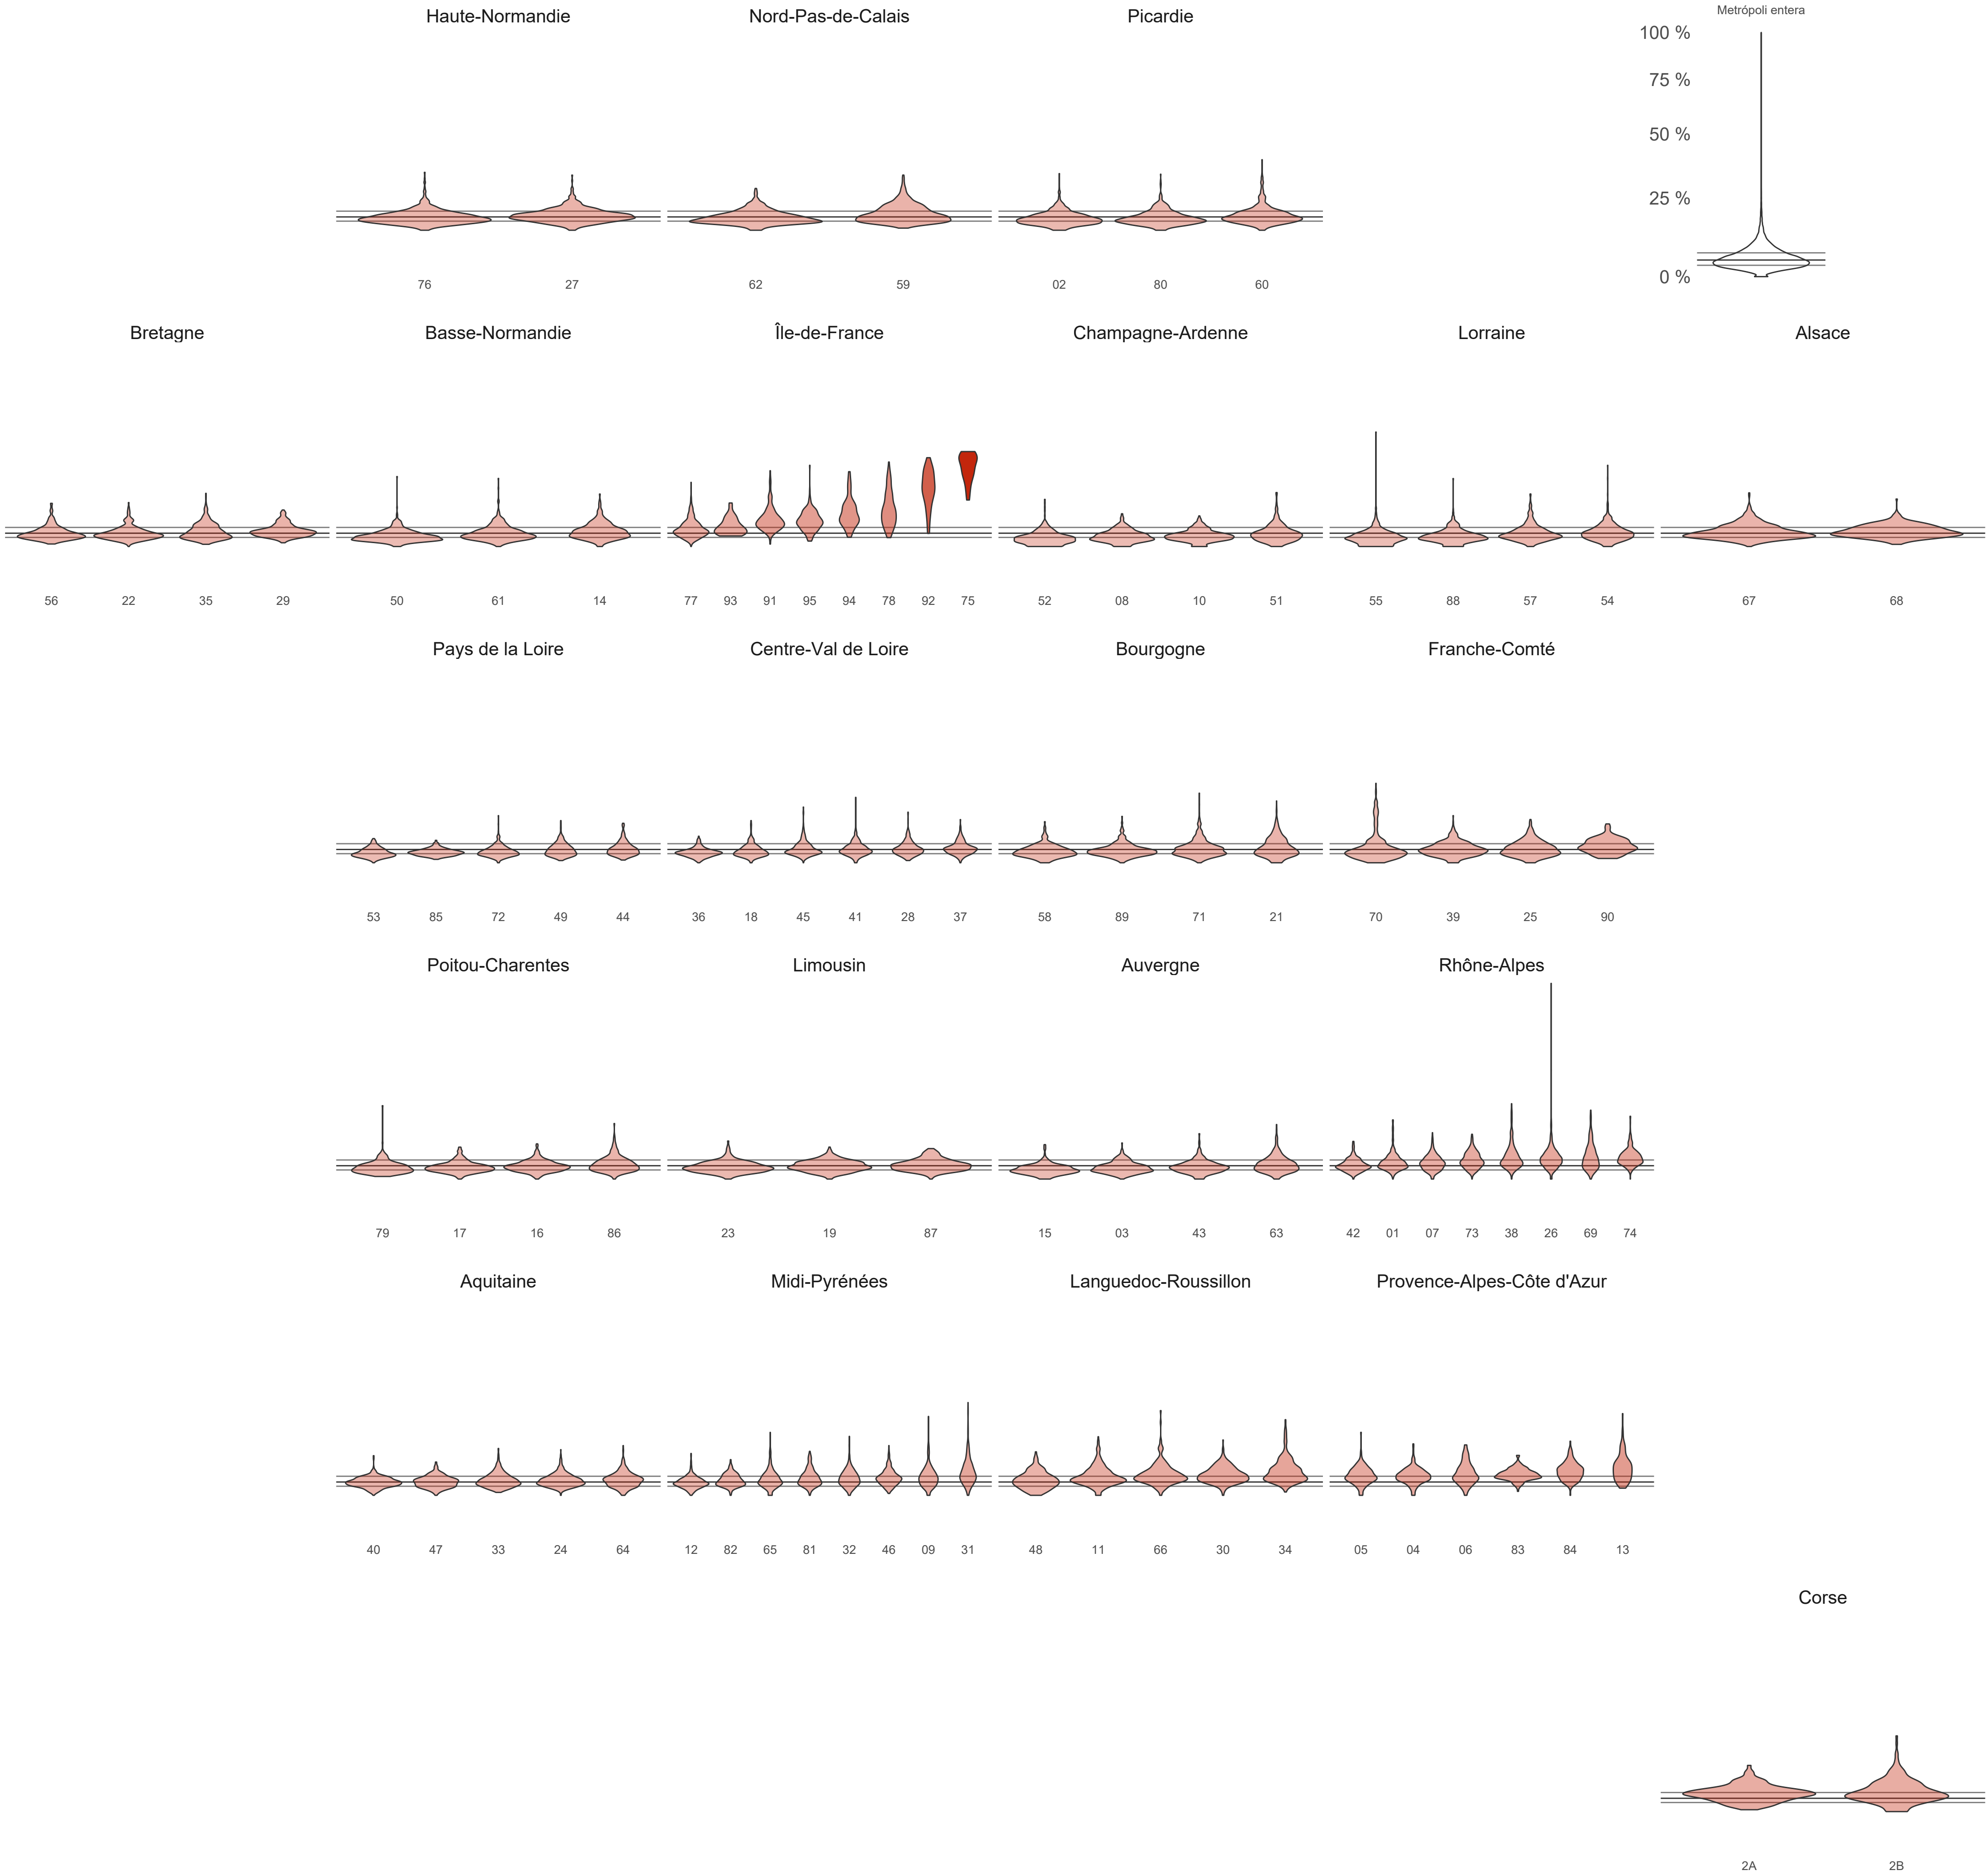 Haute-Normandie Nord-Pas-de-Calais Picardie Metrópoli entera
100 %
75 %
50 %
25 %
0 %
76 27 62 59 02 80 60
Bretagne Basse-Normandie Île-de-France Champagne-Ardenne Lorraine Alsace
56 22 35 29 50 61 14 77 93 91 95 94 78 92 75 52 08 10 51 55 88 57 54 67 68
Pays de la Loire Centre-Val de Loire Bourgogne Franche-Comté
53 85 72 49 44 36 18 45 41 28 37 58 89 71 21 70 39 25 90
Poitou-Charentes Limousin Auvergne Rhône-Alpes
79 17 16 86 23 19 87 15 03 43 63 42 01 07 73 38 26 69 74
Aquitaine Midi-Pyrénées Languedoc-Roussillon Provence-Alpes-Côte d'Azur
40 47 33 24 64 12 82 65 81 32 46 09 31 48 11 66 30 34 05 04 06 83 84 13
Corse
2A 2B